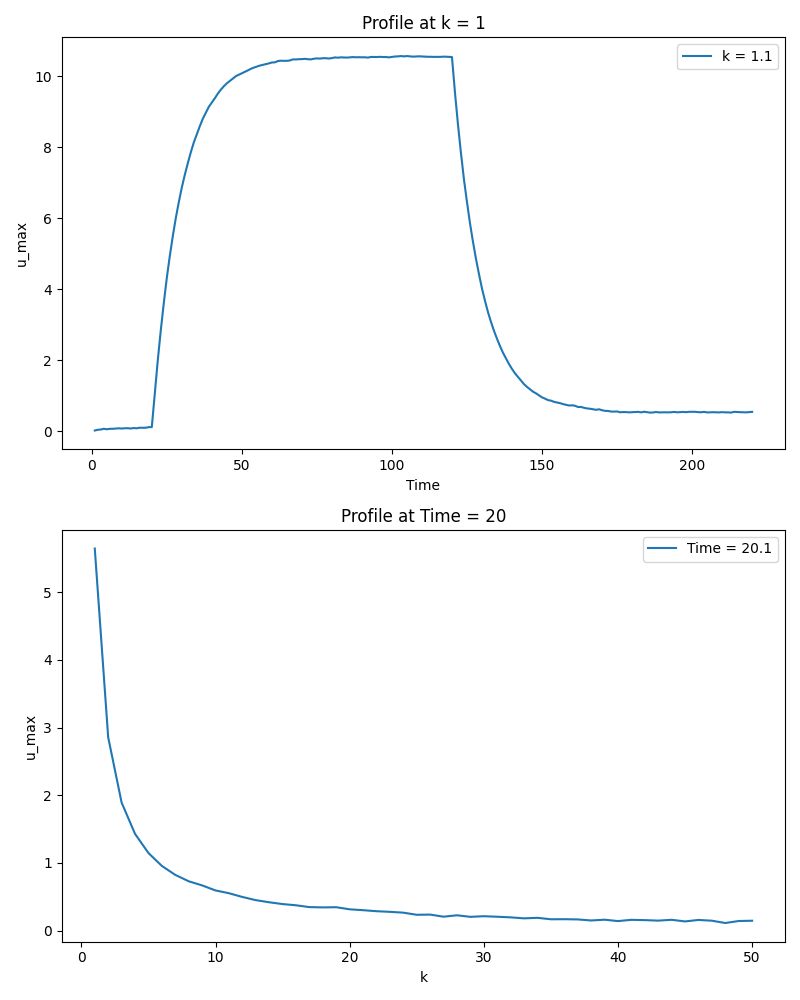 Profile at k = 1
k = 1.1
10
8
6
4
2
0
u_max
0 50 100 150 200
Time
Profile at Time = 20
Time = 20.1
5
4
3
2
1
0
u_max
0 10 20 30 40 50
k